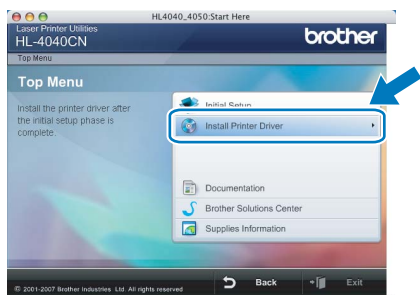 HL4040_4050:Start Here
Laser Printer Utilities
HL-4040CN
brother
Top Menu
Top Menu
Install the printer driver after
the initial setup phase is
complete.
Initial Setup
Install Printer Driver
Documentation
Brother Solutions Center
Supplies Information
© 2001-2007 Brother Industries Ltd. All rights reserved
Back
Exit